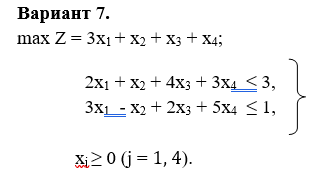 Вариант 7.
max Z = 3x₁ + x₂ + x₃ + x₄;
2x₁ + x₂ + 4x₃ + 3x₄ ≤ 3,
3x₁ - x₂ + 2x₃ + 5x₄ ≤ 1,
xⱼ ≥ 0 (j = 1, 4).